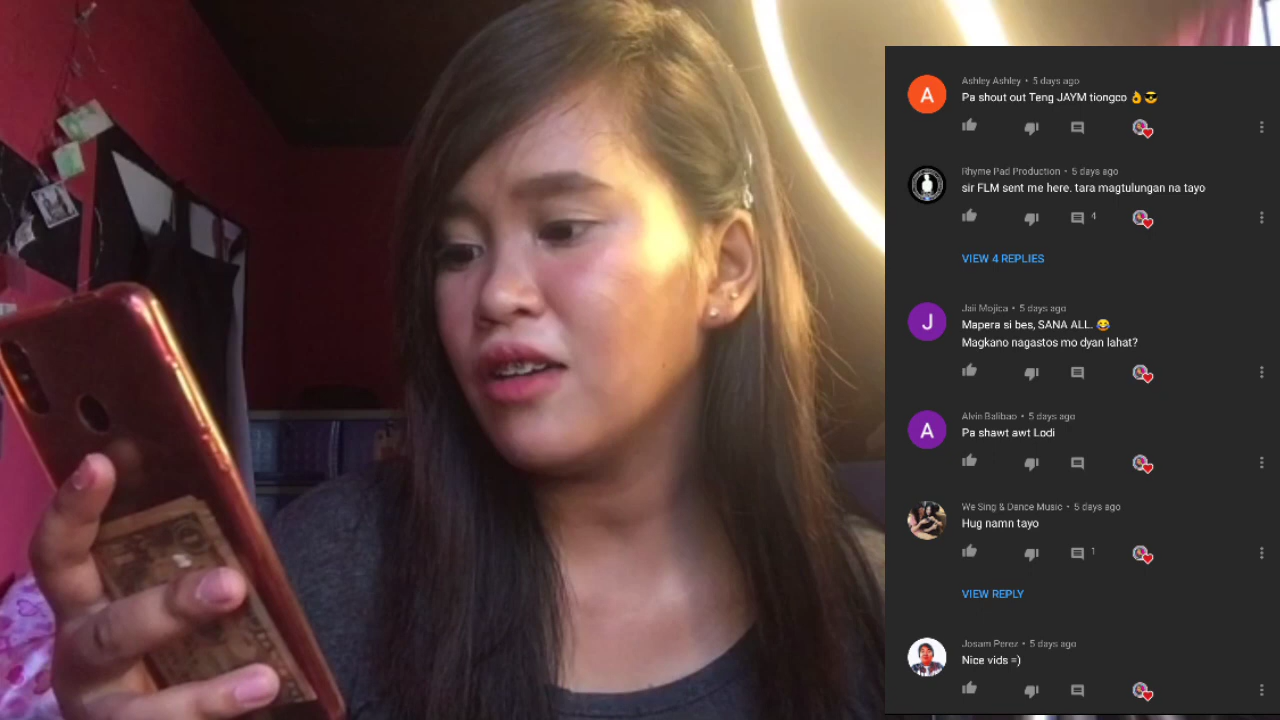 A
Ashley Ashley • 5 days ago
Pa shout out Teng JAYM tiongco 👌😎
Rhyme Pad Production • 5 days ago
sir FLM sent me here. tara magtulungan na tayo
4
VIEW 4 REPLIES
J
Jaii Mojica • 5 days ago
Mapera si bes, SANA ALL. 😂
Magkano nagastos mo dyan lahat?
A
Alvin Balibao • 5 days ago
Pa shawt awt Lodi
We Sing & Dance Music • 5 days ago
Hug namn tayo
1
VIEW REPLY
Josam Perez • 5 days ago
Nice vids =)